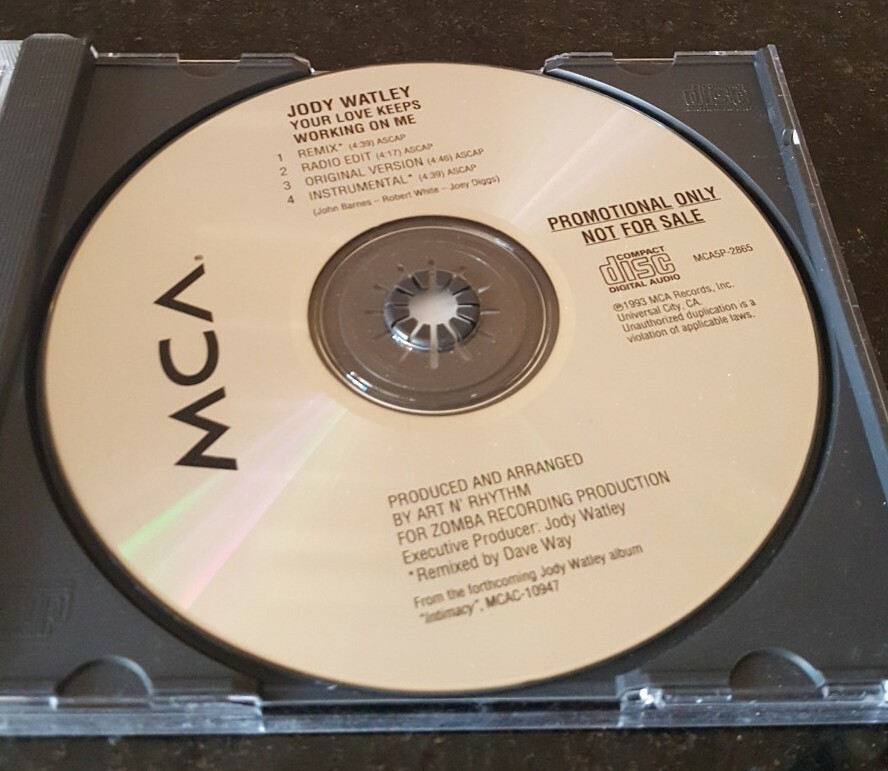 JODY WATLEY
YOUR LOVE KEEPS
WORKING ON ME
1 REMIX* (4:39) ASCAP
2 RADIO EDIT (4:17) ASCAP
3 ORIGINAL VERSION (4:46) ASCAP
4 INSTRUMENTAL* (4:39) ASCAP
(John Barnes – Robert White – Joey Diggs)
PROMOTIONAL ONLY
NOT FOR SALE
COMPACT
disc
DIGITAL AUDIO
MCA5P-2865
℗1993 MCA Records, Inc.
Universal City, CA.
Unauthorized duplication is a
violation of applicable laws.
MCA
PRODUCED AND ARRANGED
BY ART N' RHYTHM
FOR ZOMBA RECORDING PRODUCTION
Executive Producer: Jody Watley
*Remixed by Dave Way
From the forthcoming Jody Watley album
"Intimacy", MCAC-10947
disc